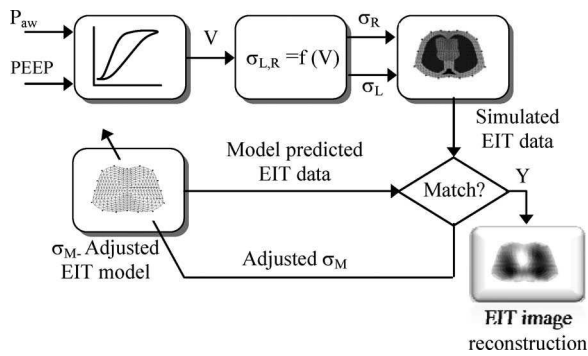 P_aw
PEEP
V
σ_L,R =f (V)
σ_R
σ_L
Simulated
EIT data
Model predicted
EIT data
Match?
Y
σ_M- Adjusted
EIT model
Adjusted σ_M
EIT image
reconstruction